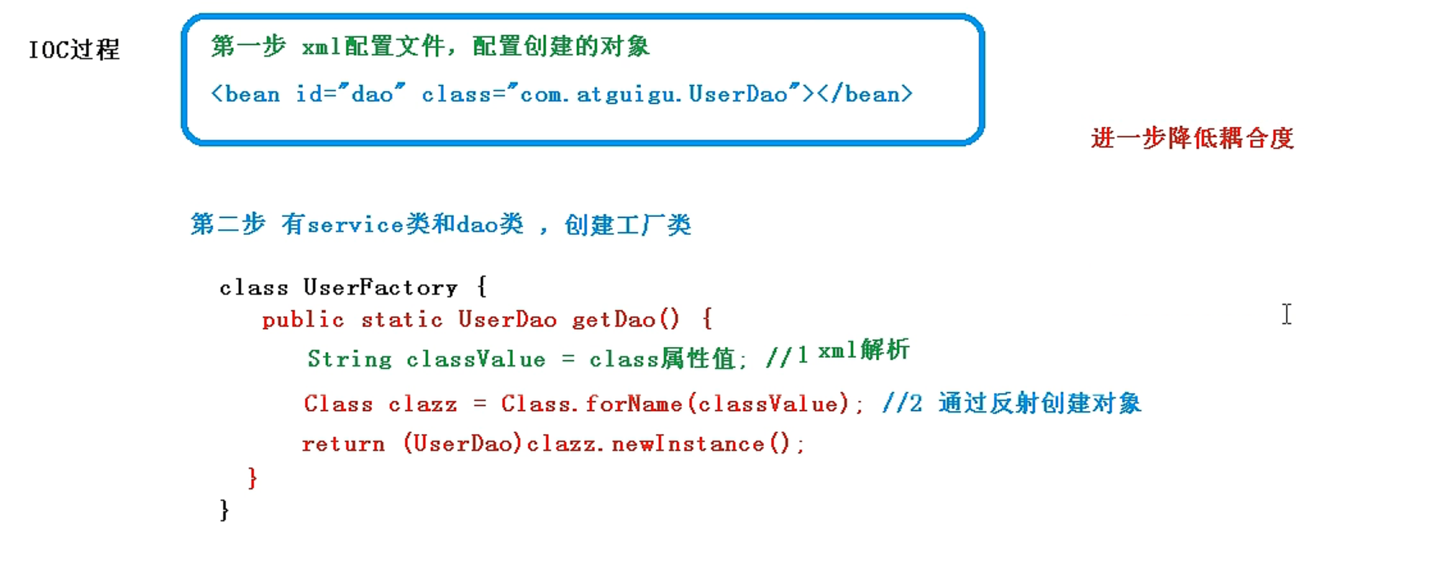 IOC过程
第一步 xml配置文件，配置创建的对象
<bean id="dao" class="com.atguigu.UserDao"></bean>
进一步降低耦合度
第二步 有service类和dao类 ，创建工厂类
class UserFactory {
public static UserDao getDao() {
String classValue = class属性值; //1 xml解析
Class clazz = Class.forName(classValue); //2 通过反射创建对象
return (UserDao)clazz.newInstance();
}
}